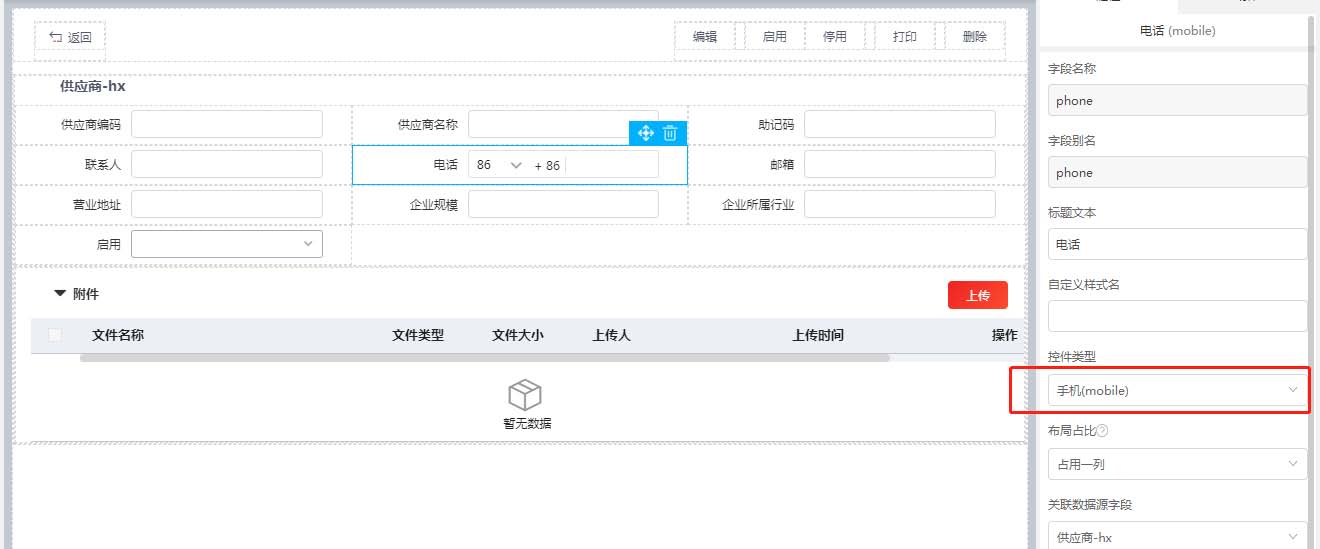 返回
编辑 启用 停用 打印 删除
供应商-hx
供应商编码 供应商名称 助记码
联系人 电话 86 + 86 邮箱
营业地址 企业规模 企业所属行业
启用
附件 上传
文件名称 文件类型 文件大小 上传人 上传时间 操作
暂无数据
电话 (mobile)
字段名称
phone
字段别名
phone
标题文本
电话
自定义样式名
控件类型
手机(mobile)
布局占比
占用一列
关联数据源字段
供应商-hx